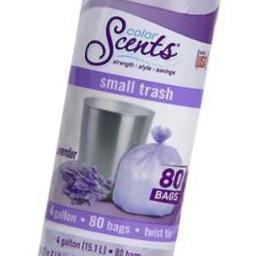 color
Scents®
strength • style • savings
USA
small trash
lavender
80
BAGS
4 gallon • 80 bags • twist tie
4 gallon (15.1 L) • 80 bags